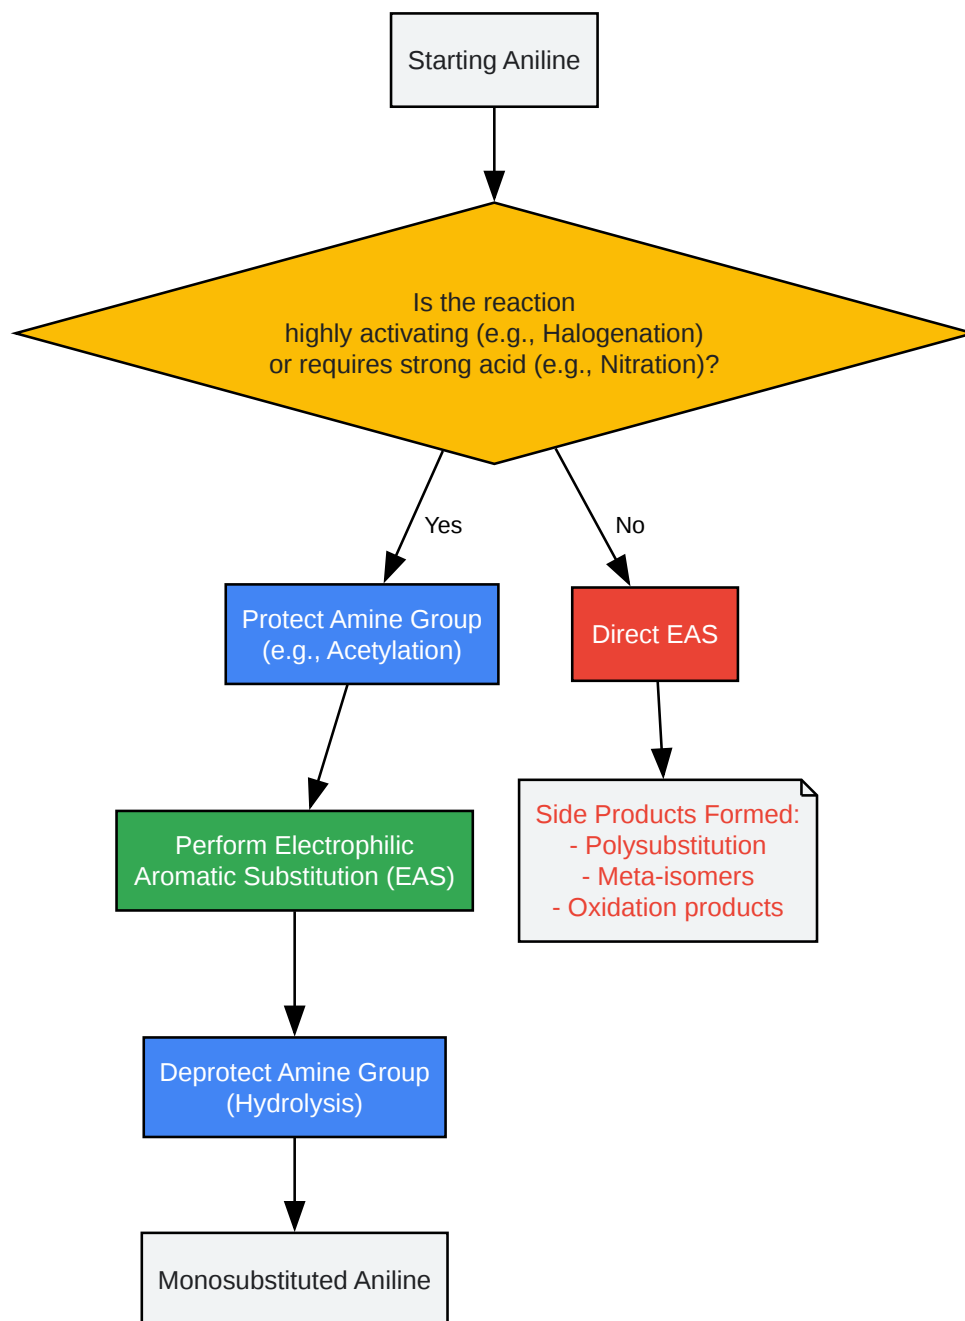 Starting Aniline
Is the reaction
highly activating (e.g., Halogenation)
or requires strong acid (e.g., Nitration)?
Yes
No
Protect Amine Group
(e.g., Acetylation)
Direct EAS
Side Products Formed:
- Polysubstitution
- Meta-isomers
- Oxidation products
Perform Electrophilic
Aromatic Substitution (EAS)
Deprotect Amine Group
(Hydrolysis)
Monosubstituted Aniline